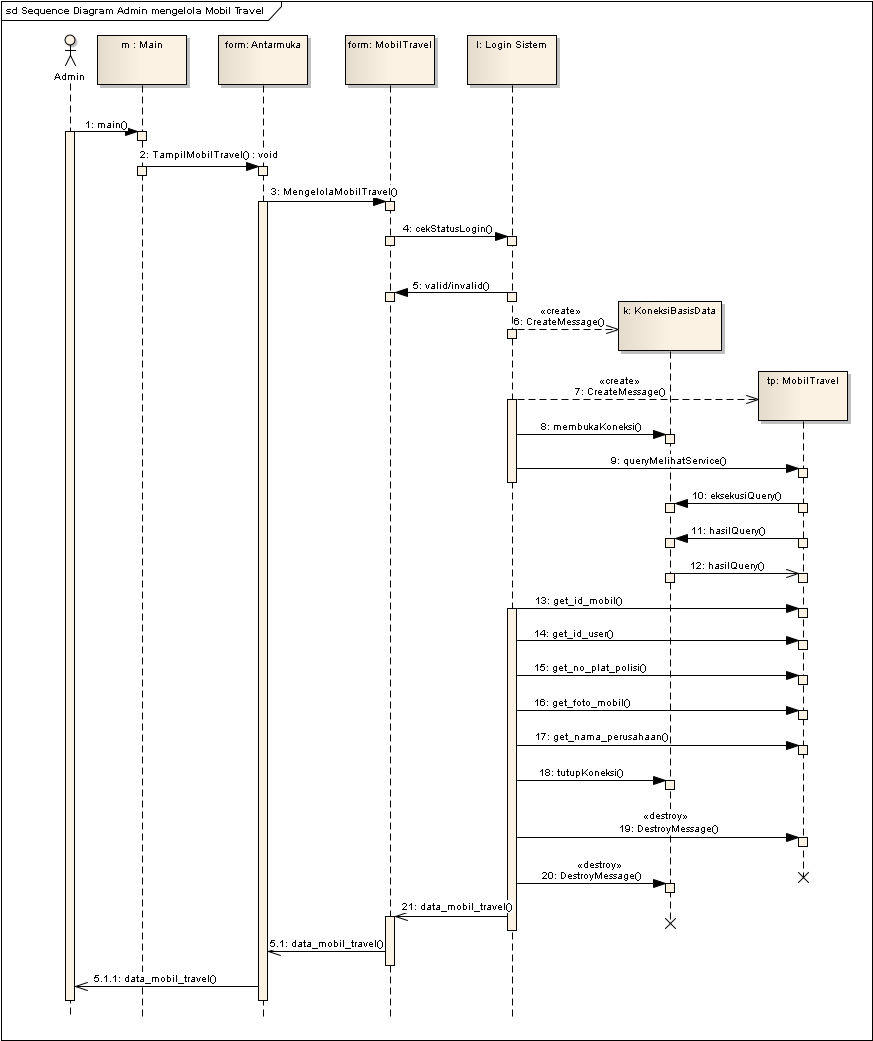 sd Sequence Diagram Admin mengelola Mobil Travel
Admin
m : Main
form: Antarmuka
form: MobilTravel
l: Login Sistem
1: main()
2: TampilMobilTravel() : void
3: MengelolaMobilTravel()
4: cekStatusLogin()
5: valid/invalid()
«create»
6: CreateMessage()
k: KoneksiBasisData
«create»
7: CreateMessage()
tp: MobilTravel
8: membukaKoneksi()
9: queryMelihatService()
10: eksekusiQuery()
11: hasilQuery()
12: hasilQuery()
13: get_id_mobil()
14: get_id_user()
15: get_no_plat_polisi()
16: get_foto_mobil()
17: get_nama_perusahaan()
18: tutupKoneksi()
«destroy»
19: DestroyMessage()
«destroy»
20: DestroyMessage()
21: data_mobil_travel()
5.1: data_mobil_travel()
5.1.1: data_mobil_travel()